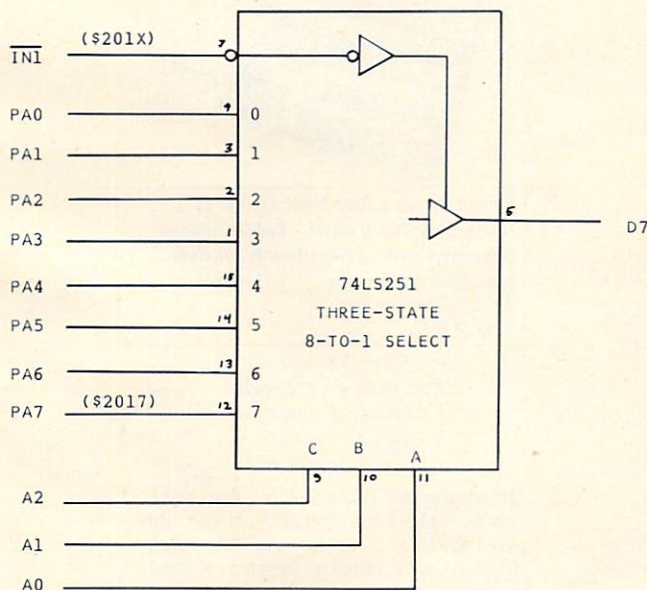 IN1 ($201X) 7
PA0 4 0
PA1 3 1
PA2 2 2
PA3 1 3
PA4 15 4
PA5 14 5
PA6 13 6
PA7 ($2017) 12 7
5 D7
74LS251
THREE-STATE
8-TO-1 SELECT
C B A
9 10 11
A2
A1
A0